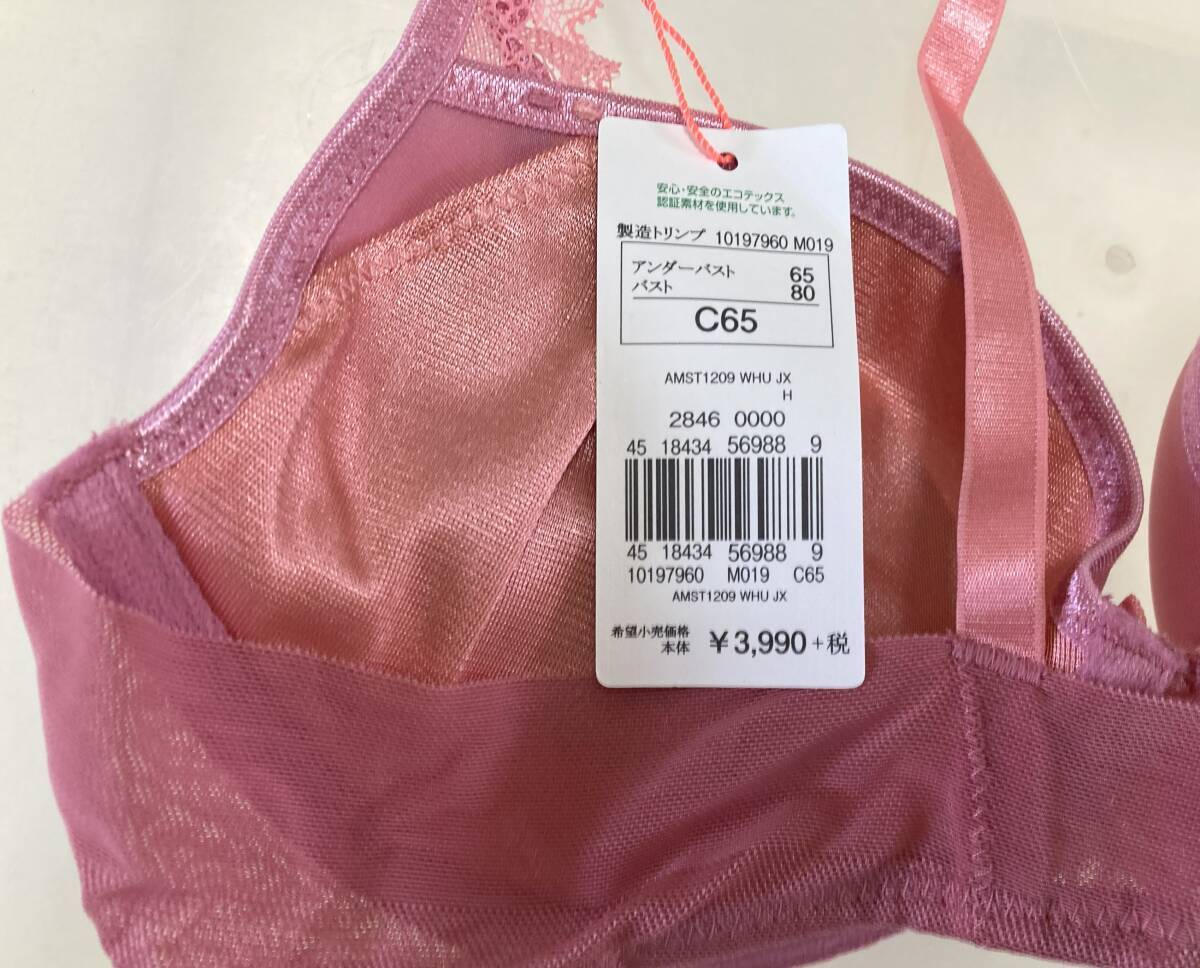 安心・安全のエコテックス
認証素材を使用しています。
製造トリンプ 10197960 M019
アンダーバスト 65
バスト 80
C65
AMST1209 WHU JX
H
2846 0000
45 18434 56988 9
45 18434 56988 9
10197960 M019 C65
AMST1209 WHU JX
希望小売価格
本体 ¥3,990+税